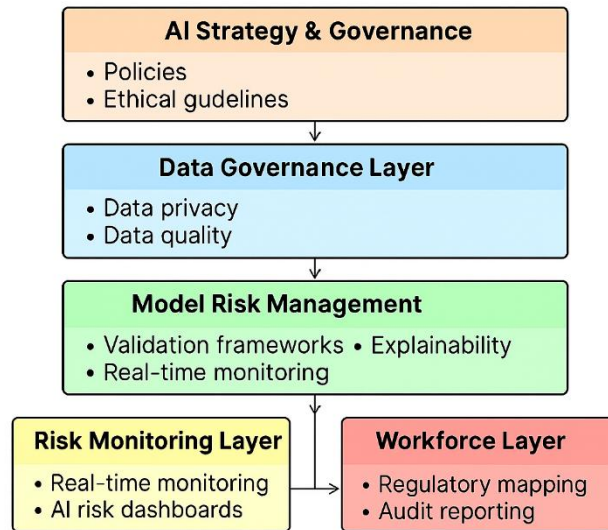 AI Strategy & Governance
• Policies
• Ethical gudelines
Data Governance Layer
• Data privacy
• Data quality
Model Risk Management
• Validation frameworks • Explainability
• Real-time monitoring
Risk Monitoring Layer
• Real-time monitoring
• AI risk dashboards
Workforce Layer
• Regulatory mapping
• Audit reporting